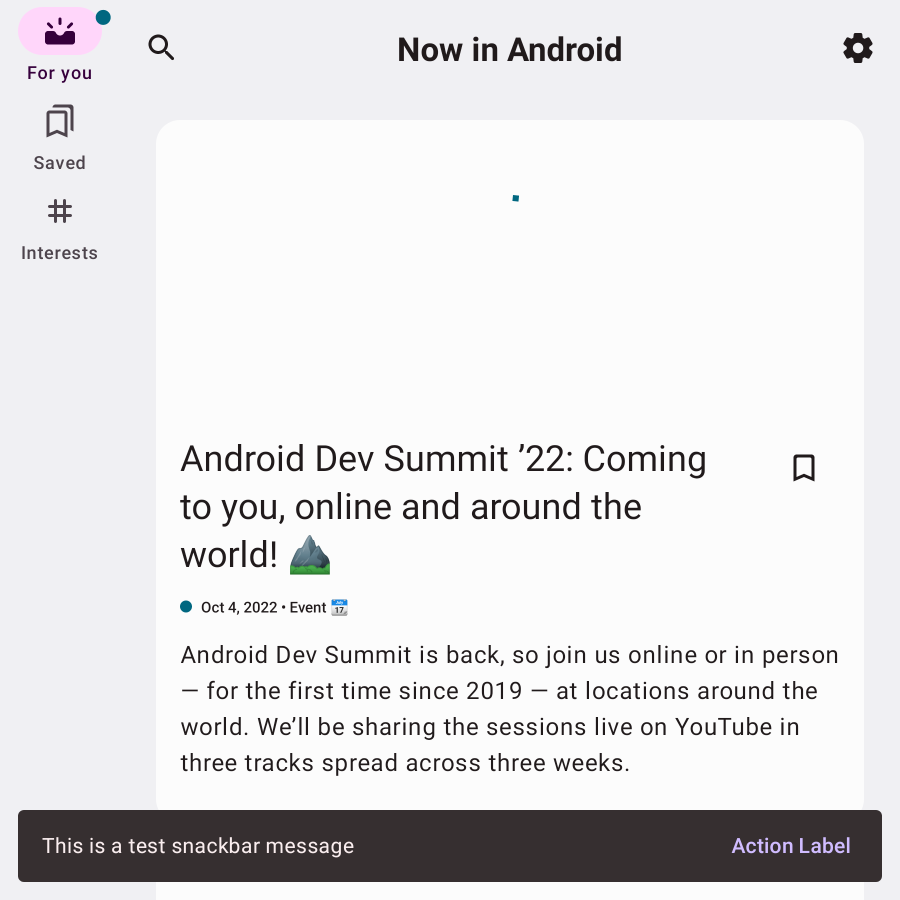 Now in Android
For you
Saved
Interests
Android Dev Summit ’22: Coming
to you, online and around the
world! ⛰️
Oct 4, 2022 • Event 📅
Android Dev Summit is back, so join us online or in person
— for the first time since 2019 — at locations around the
world. We’ll be sharing the sessions live on YouTube in
three tracks spread across three weeks.
This is a test snackbar message
Action Label